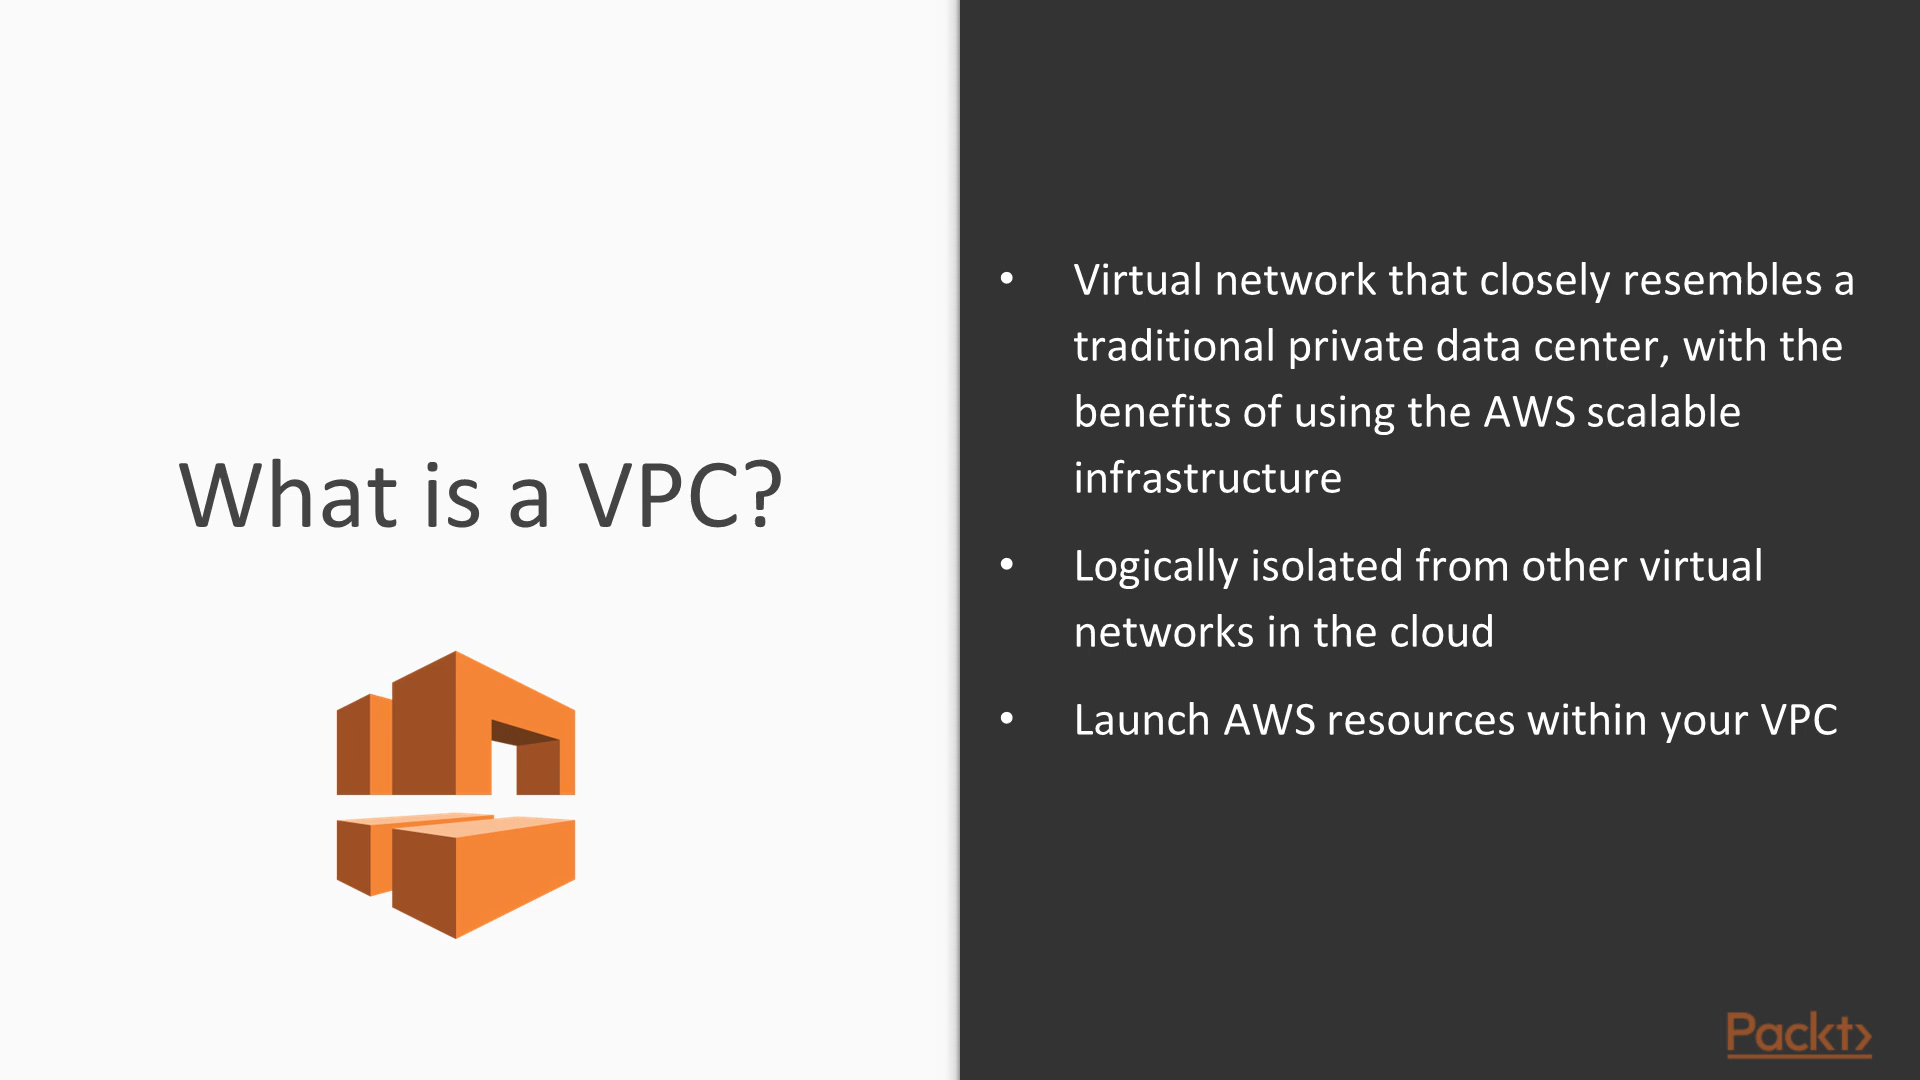 What is a VPC?
• Virtual network that closely resembles a
traditional private data center, with the
benefits of using the AWS scalable
infrastructure
• Logically isolated from other virtual
networks in the cloud
• Launch AWS resources within your VPC
Packt>